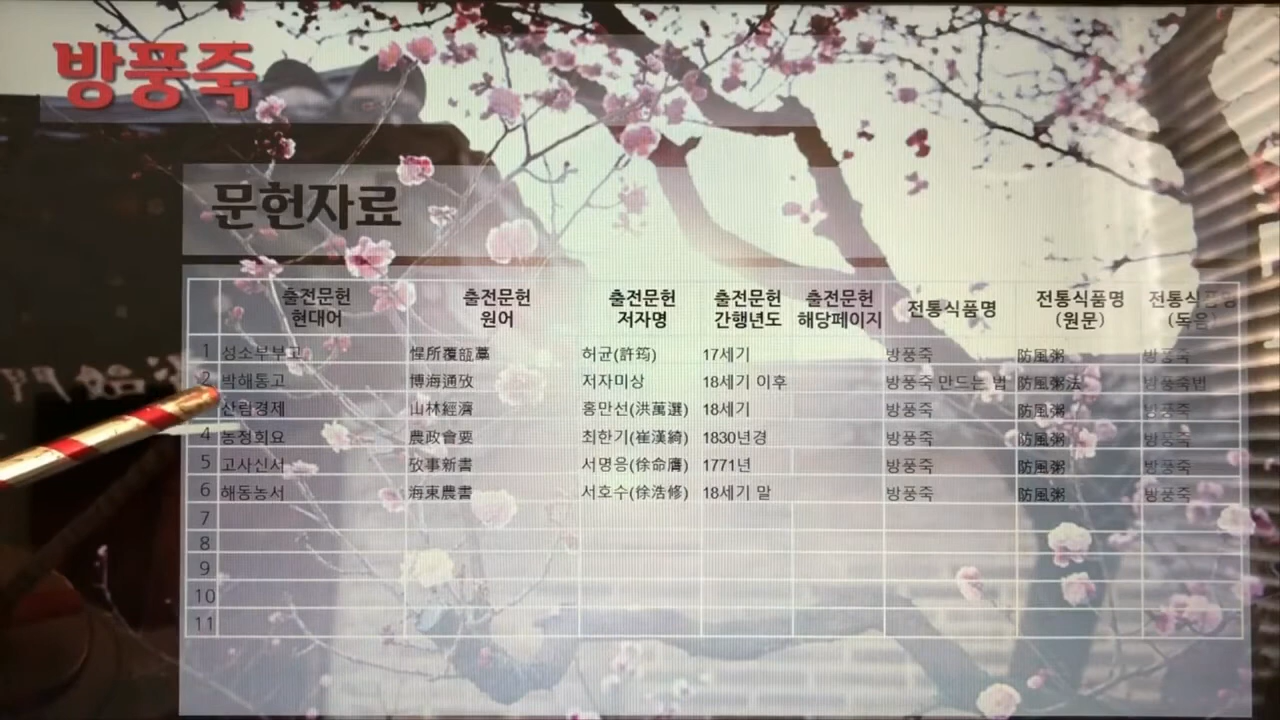 방풍죽
문헌자료
출전문헌 현대어 출전문헌 원어 출전문헌 저자명 출전문헌 간행년도 출전문헌 해당페이지 전통식품명 전통식품명 (원문) 전통식품명 (독음)
1 성소부부고 惺所覆瓿藁 허균(許筠) 17세기 방풍죽 防風粥 방풍죽
2 박해통고 博海通攷 저자미상 18세기 이후 방풍죽 만드는 법 防風粥法 방풍죽법
산림경제 山林經濟 홍만선(洪萬選) 18세기 방풍죽 防風粥 방풍죽
4 농정회요 農政會要 최한기(崔漢綺) 1830년경 방풍죽 防風粥 방풍죽
5 고사신서 攷事新書 서명응(徐命膺) 1771년 방풍죽 防風粥 방풍죽
6 해동농서 海東農書 서호수(徐浩修) 18세기 말 방풍죽 防風粥 방풍죽
7
8
9
10
11